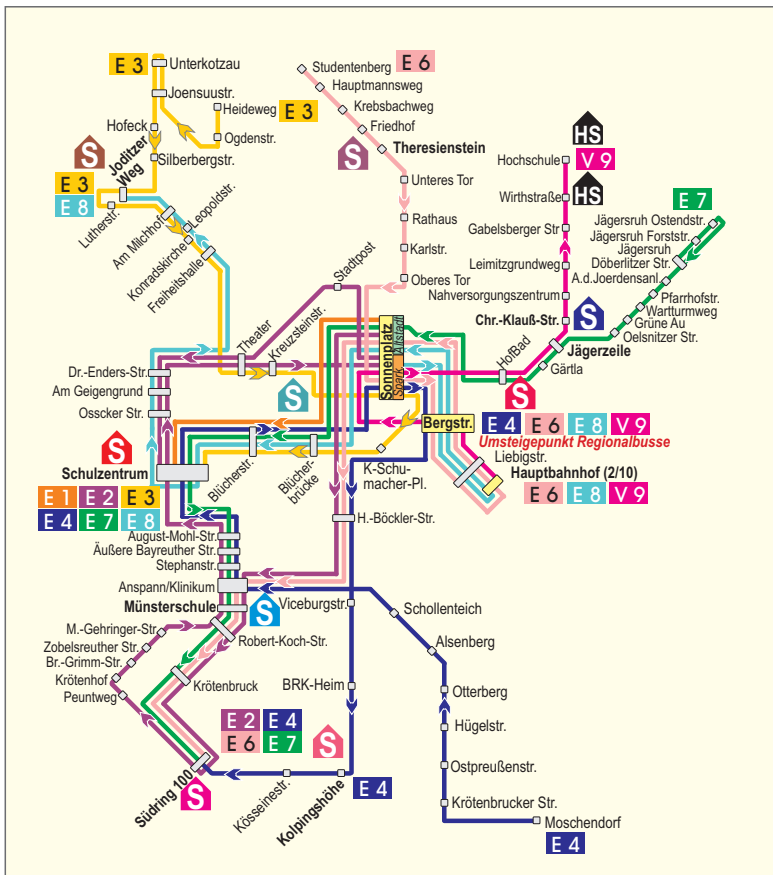 E 3
Unterkotzau
Joensuustr.
Heideweg
E 3
Ogdenstr.
Hofeck
Silberbergstr.
S
Joditzer
Weg
E 3
E 8
Lutherstr.
Am Milchhof
Leopoldstr.
Konradskirche
Freiheitshalle
Studentenberg
E 6
Hauptmannsweg
Krebsbachweg
Friedhof
Theresienstein
S
Unteres Tor
Rathaus
Karlstr.
Oberes Tor
HS
Hochschule
V 9
HS
Wirthstraße
Gabelsberger Str
Leimitzgrundweg
Nahversorgungszentrum
Chr.-Klauß-Str.
S
E 7
Jägersruh Ostendstr.
Jägersruh Forststr.
Jägersruh
Döberlitzer Str.
A.d.Joerdensanl.
Pfarrhofstr.
Wartturmweg
Grüne Au
Oelsnitzer Str.
Jägerzeile
Gärtla
HofBad
S
Stadtpost
Theater
Kreuzsteinstr.
S
Sonnenplatz
Altstadt
Spark.
Dr.-Enders-Str.
Am Geigengrund
Osscker Str.
S
Schulzentrum
E 1
E 2
E 3
E 4
E 7
E 8
Blücherstr.
Blücher-
brücke
K-Schu-
macher-Pl.
Bergstr.
E 4
E 6
E 8
V 9
Umsteigepunkt Regionalbusse
Liebigstr.
Hauptbahnhof (2/10)
E 6
E 8
V 9
H.-Böckler-Str.
August-Mohl-Str.
Äußere Bayreuther Str.
Stephanstr.
Anspann/Klinikum
Münsterschule
S
Viceburgstr.
Schollenteich
Alsenberg
M.-Gehringer-Str
Zobelsreuther Str.
Br.-Grimm-Str.
Krötenhof
Peuntweg
Robert-Koch-Str.
Krötenbruck
BRK-Heim
Otterberg
Hügelstr.
Ostpreußenstr.
Krötenbrucker Str.
Moschendorf
E 4
E 2
E 4
E 6
E 7
S
Südring 100
S
Kösseinestr.
Kolpingshöhe
E 4